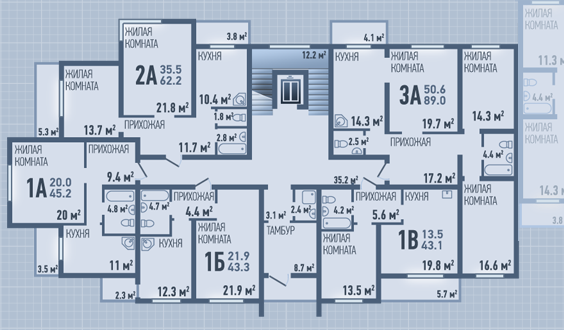 3.8 м²
12.2 м²
4.1 м²
ЖИЛАЯ
КОМНАТА
2А 35.5
62.2
21.8 м²
КУХНЯ
10.4 м²
1.8 м²
2.8 м²
КУХНЯ
14.3 м²
2.5 м²
ЖИЛАЯ
КОМНАТА
3А 50.6
89.0
19.7 м²
ЖИЛАЯ
КОМНАТА
14.3 м²
ЖИЛАЯ
КОМНАТА
11.3 м²
4.4 м²
ЖИЛАЯ
КОМНАТА
14.3 м²
3.8 м²
ЖИЛАЯ
КОМНАТА
5.3 м²
13.7 м²
ПРИХОЖАЯ
11.7 м²
ПРИХОЖАЯ
17.2 м²
4.4 м²
35.2 м²
ЖИЛАЯ
КОМНАТА
1А 20.0
45.2
20 м²
ПРИХОЖАЯ
9.4 м²
4.8 м²
КУХНЯ
3.5 м²
11 м²
4.7 м²
КУХНЯ
2.3 м²
12.3 м²
ПРИХОЖАЯ
4.4 м²
ЖИЛАЯ
КОМНАТА
1Б 21.9
43.3
21.9 м²
3.1 м²
ТАМБУР
2.4 м²
8.7 м²
4.2 м²
ЖИЛАЯ
КОМНАТА
13.5 м²
ПРИХОЖАЯ
5.6 м²
КУХНЯ
1В 13.5
43.1
19.8 м²
5.7 м²
ЖИЛАЯ
КОМНАТА
16.6 м²